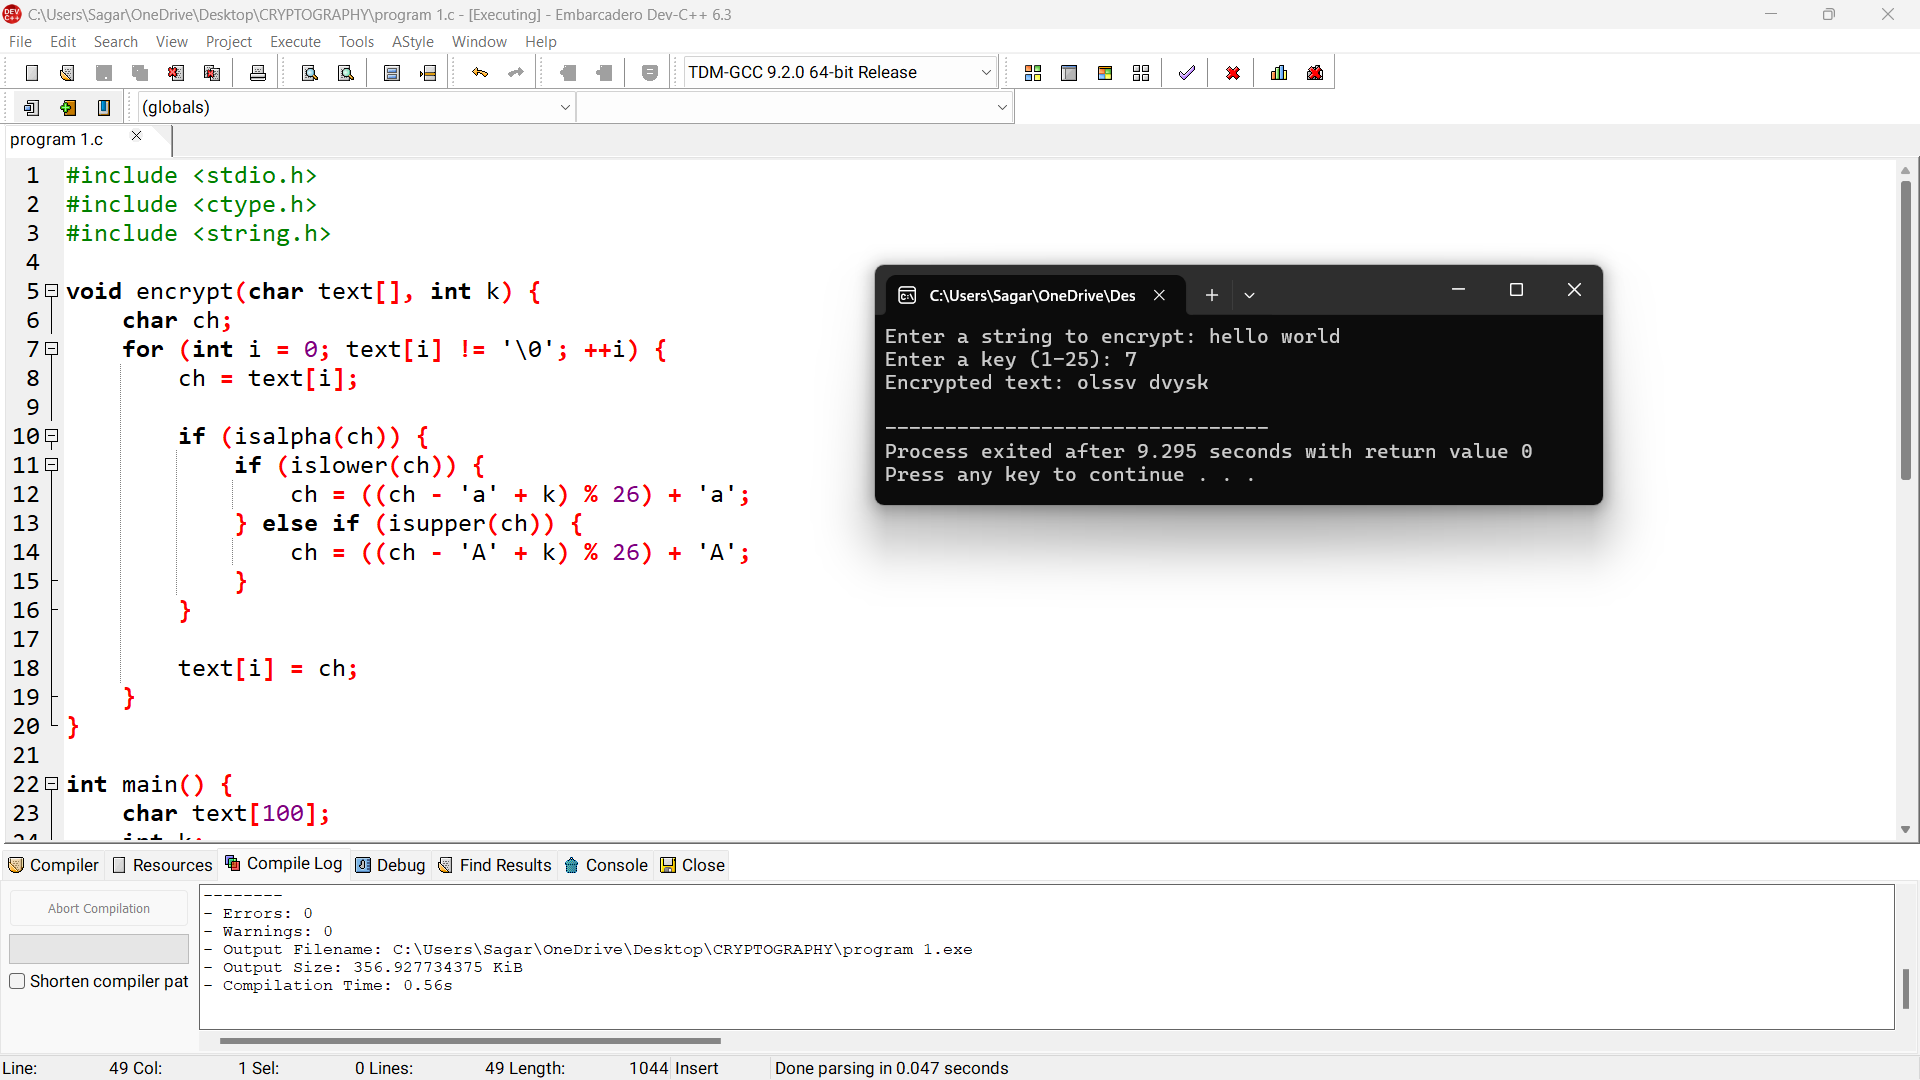 C:\Users\Sagar\OneDrive\Desktop\CRYPTOGRAPHY\program 1.c - [Executing] - Embarcadero Dev-C++ 6.3
File Edit Search View Project Execute Tools AStyle Window Help
TDM-GCC 9.2.0 64-bit Release
(globals)
program 1.c
1 #include <stdio.h>
2 #include <ctype.h>
3 #include <string.h>
4
5 void encrypt(char text[], int k) {
6 char ch;
7 for (int i = 0; text[i] != '\0'; ++i) {
8 ch = text[i];
9
10 if (isalpha(ch)) {
11 if (islower(ch)) {
12 ch = ((ch - 'a' + k) % 26) + 'a';
13 } else if (isupper(ch)) {
14 ch = ((ch - 'A' + k) % 26) + 'A';
15 }
16 }
17
18 text[i] = ch;
19 }
20 }
21
22 int main() {
23 char text[100];
24 int k;
C:\Users\Sagar\OneDrive\Des
Enter a string to encrypt: hello world
Enter a key (1-25): 7
Encrypted text: olssv dvysk
--------------------------------
Process exited after 9.295 seconds with return value 0
Press any key to continue . . .
Compiler Resources Compile Log Debug Find Results Console Close
Abort Compilation
Shorten compiler pat
--------
- Errors: 0
- Warnings: 0
- Output Filename: C:\Users\Sagar\OneDrive\Desktop\CRYPTOGRAPHY\program 1.exe
- Output Size: 356.927734375 KiB
- Compilation Time: 0.56s
Line: 49 Col: 1 Sel: 0 Lines: 49 Length: 1044 Insert Done parsing in 0.047 seconds